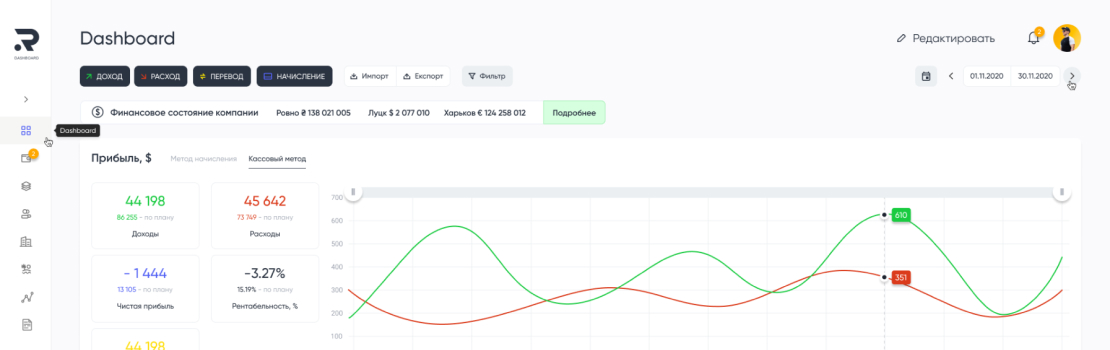 R
DASHBOARD
Dashboard
Редактировать
2
ДОХОД РАСХОД ПЕРЕВОД НАЧИСЛЕНИЕ Импорт Експорт Фильтр
01.11.2020 30.11.2020
$ Финансовое состояние компании Ровно ₴ 138 021 005 Луцк $ 2 077 010 Харьков € 124 258 012 Подробнее
Dashboard
2
Прибыль, $ Метод начисления Кассовый метод
44 198
86 255 - по плану
Доходы
45 642
73 749 - по плану
Расходы
- 1 444
13 105 - по плану
Чистая прибыль
-3.27%
15.19% - по плану
Рентабельность, %
44 198
700
600
500
400
300
200
100
610
351